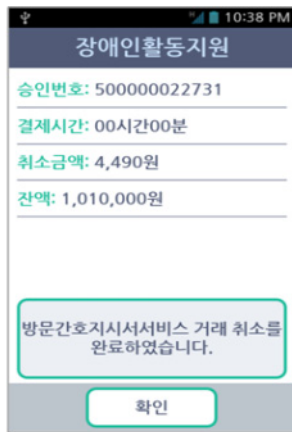 10:38 PM
장애인활동지원
승인번호: 500000022731
결제시간: 00시간00분
취소금액: 4,490원
잔액: 1,010,000원
방문간호지시서서비스 거래 취소를
완료하였습니다.
확인